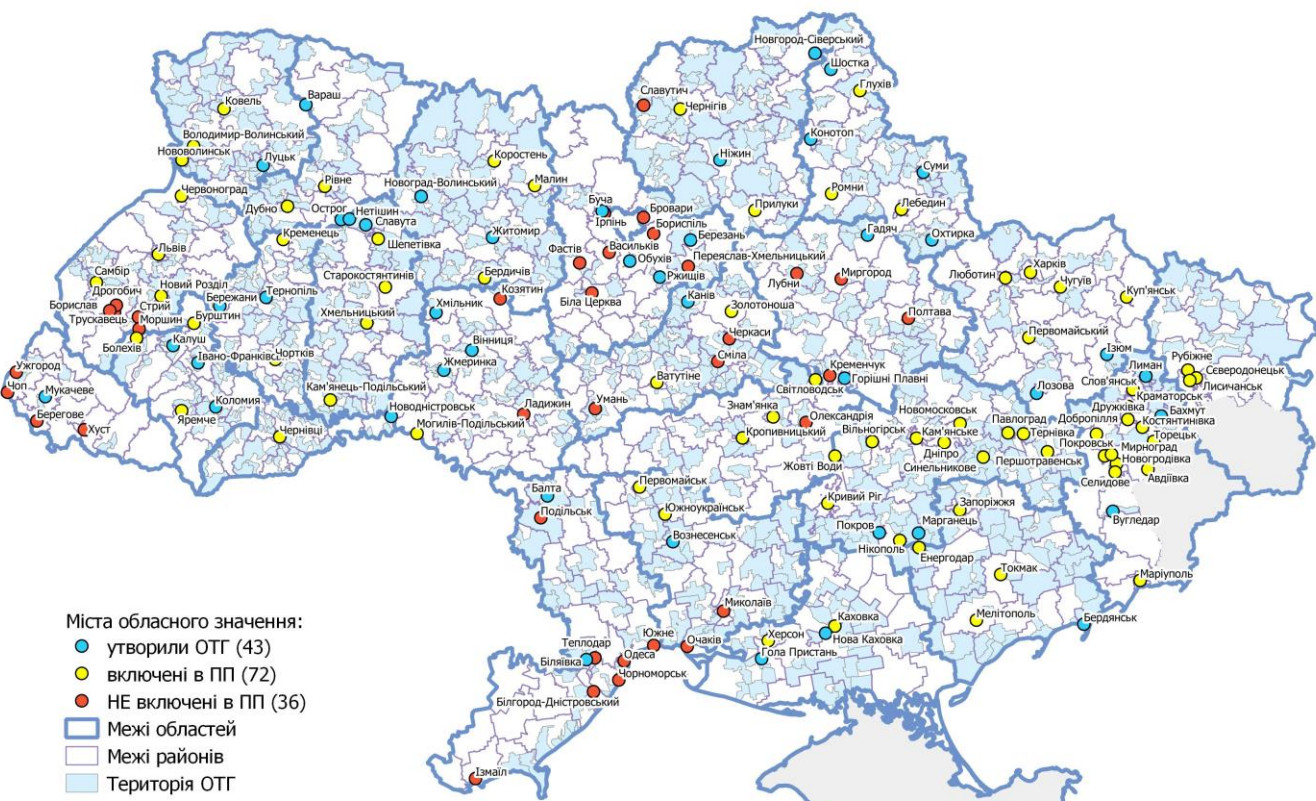 Новгород-Сіверський
Шостка
Глухів
Славутич
Чернігів
Ковель
Вараш
Конотоп
Володимир-Волинський
Нововолинськ
Луцьк
Коростень
Ніжин
Суми
Червоноград
Рівне
Новоград-Волинський
Малин
Ромни
Лебедин
Прилуки
Дубно
Острог
Нетішин
Славута
Буча
Ірпінь
Бровари
Бориспіль
Березань
Гадяч
Охтирка
Кременець
Шепетівка
Житомир
Львів
Фастів
Васильків
Обухів
Переяслав-Хмельницький
Самбір
Новий Розділ
Старокостянтинів
Бердичів
Ржищів
Лубни
Миргород
Люботин
Харків
Чугуїв
Куп'янськ
Дрогобич
Борислав
Стрий
Трускавець
Моршин
Бережани
Тернопіль
Козятин
Біла Церква
Канів
Золотоноша
Бурштин
Хмельницький
Хмільник
Полтава
Болехів
Калуш
Черкаси
Первомайський
Вінниця
Сміла
Ізюм
Івано-Франківськ
Чортків
Жмеринка
Рубіжне
Сєвєродонецьк
Ужгород
Чоп
Мукачеве
Кременчук
Горішні Плавні
Лиман
Лисичанськ
Ватутіне
Світловодськ
Лозова
Слов'янськ
Краматорськ
Берегове
Хуст
Коломия
Яремче
Кам'янець-Подільський
Новодністровськ
Ладижин
Умань
Знам'янка
Олександрія
Новомосковськ
Павлоград
Добропілля
Дружківка
Бахмут
Костянтинівка
Чернівці
Могилів-Подільський
Кропивницький
Вільногірськ
Кам'янське
Дніпро
Тернівка
Покровськ
Торецьк
Мирноград
Жовті Води
Синельникове
Першотравенськ
Новогродівка
Селидове
Авдіївка
Первомайськ
Балта
Подільськ
Южноукраїнськ
Кривий Ріг
Запоріжжя
Вознесенськ
Покров
Марганець
Вугледар
Нікополь
Енергодар
Токмак
Маріуполь
Миколаїв
Каховка
Мелітополь
Бердянськ
Теплодар
Южне
Очаків
Херсон
Нова Каховка
Біляївка
Одеса
Гола Пристань
Чорноморськ
Білгород-Дністровський
Ізмаїл
Міста обласного значення:
утворили ОТГ (43)
включені в ПП (72)
НЕ включені в ПП (36)
Межі областей
Межі районів
Територія ОТГ